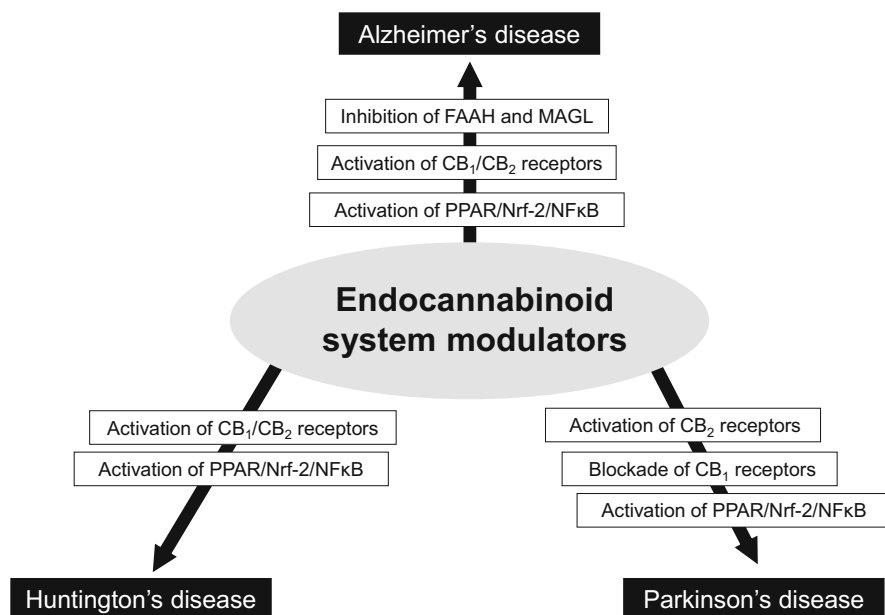 Alzheimer's disease
Inhibition of FAAH and MAGL
Activation of CB₁/CB₂ receptors
Activation of PPAR/Nrf-2/NFκB
Endocannabinoid
system modulators
Activation of CB₁/CB₂ receptors
Activation of PPAR/Nrf-2/NFκB
Huntington's disease
Activation of CB₂ receptors
Blockade of CB₁ receptors
Activation of PPAR/Nrf-2/NFκB
Parkinson's disease